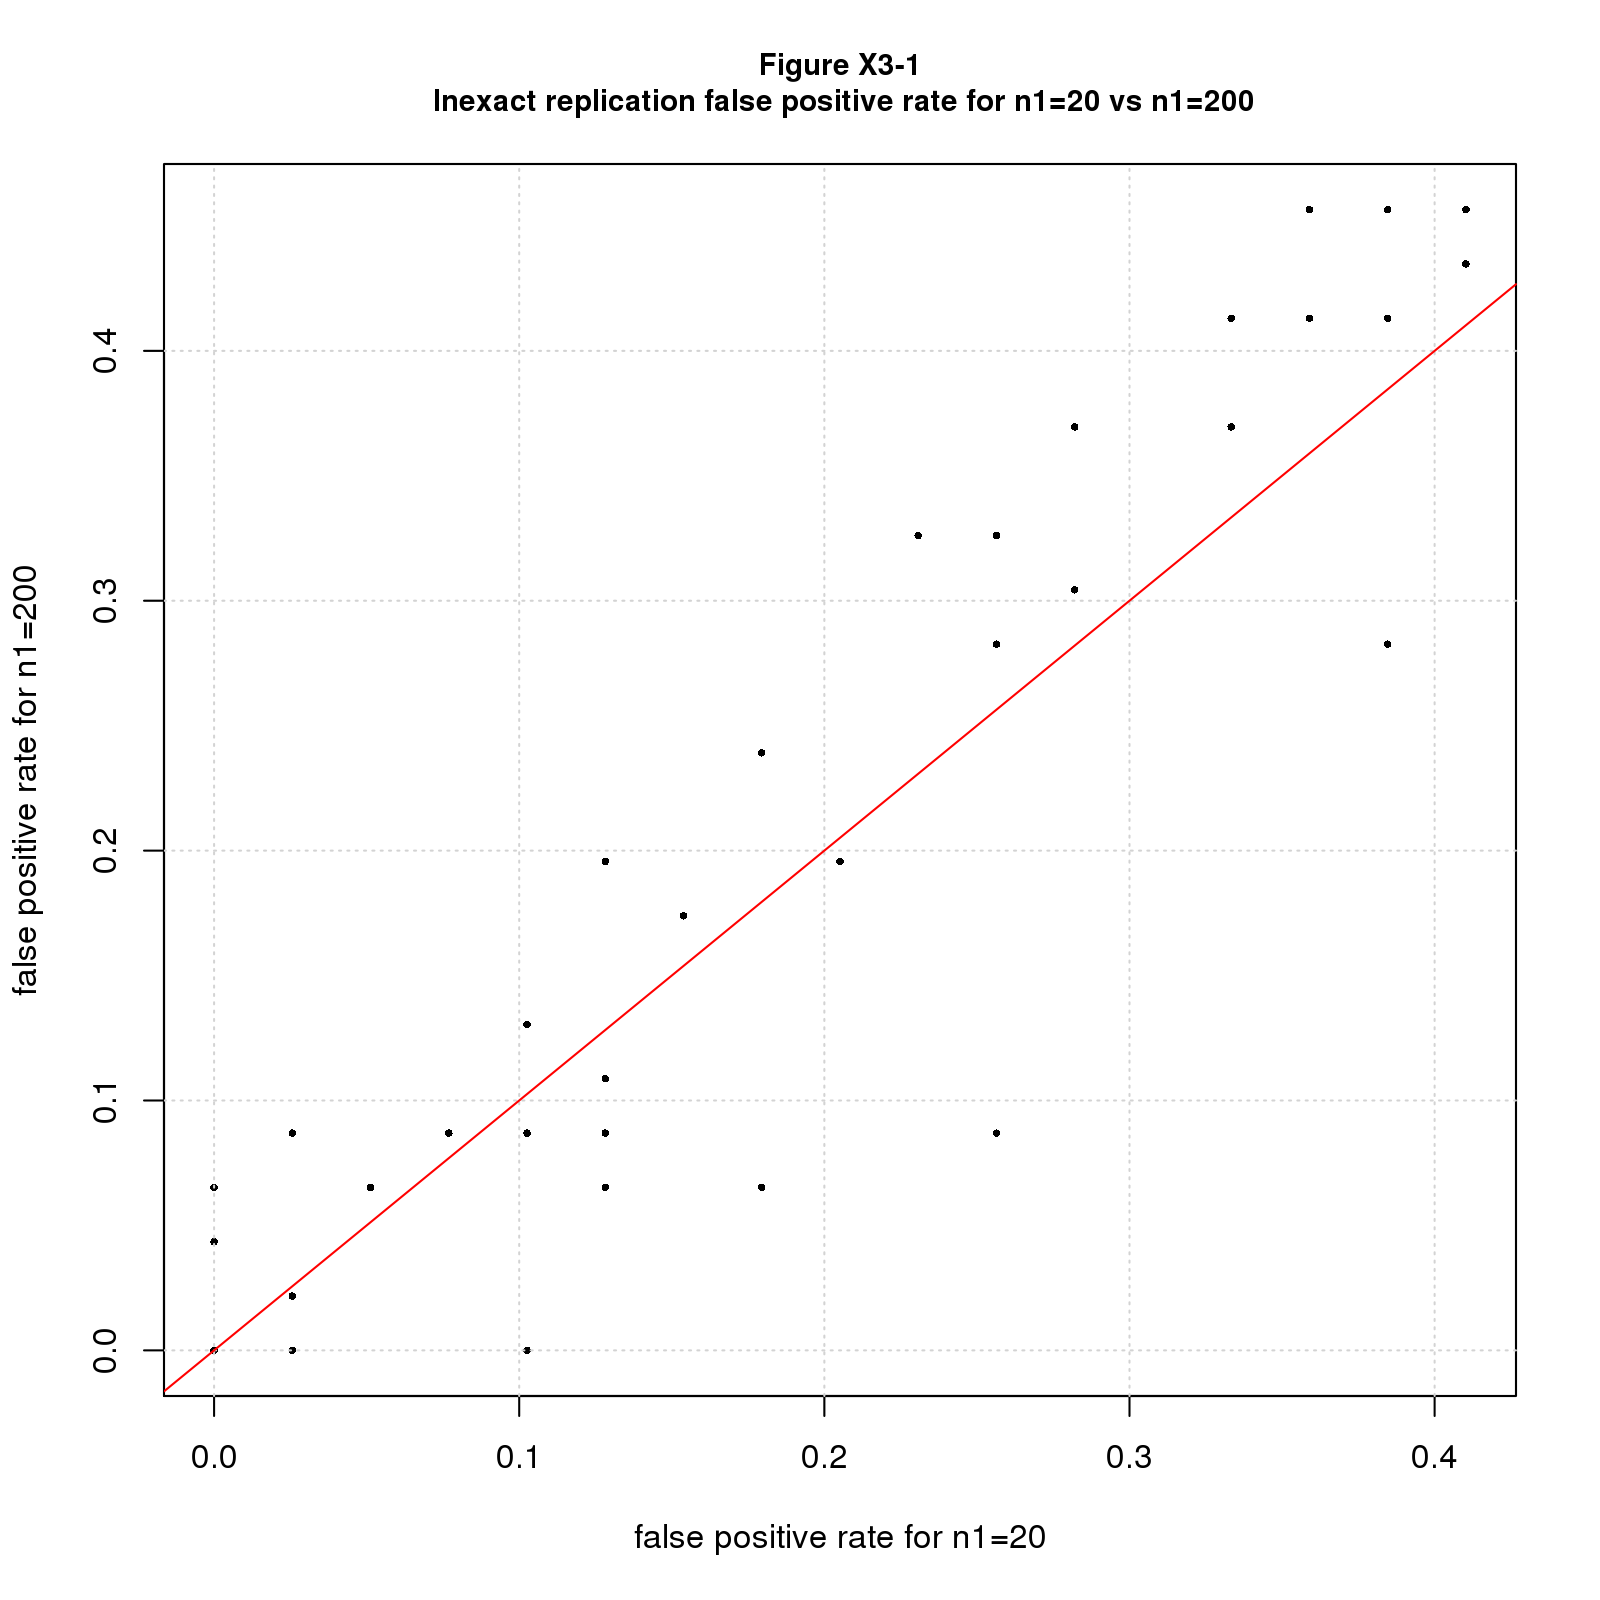 Figure X3-1
Inexact replication false positive rate for n1=20 vs n1=200
false positive rate for n1=200
0.4
0.3
0.2
0.1
0.0
0.0 0.1 0.2 0.3 0.4
false positive rate for n1=20